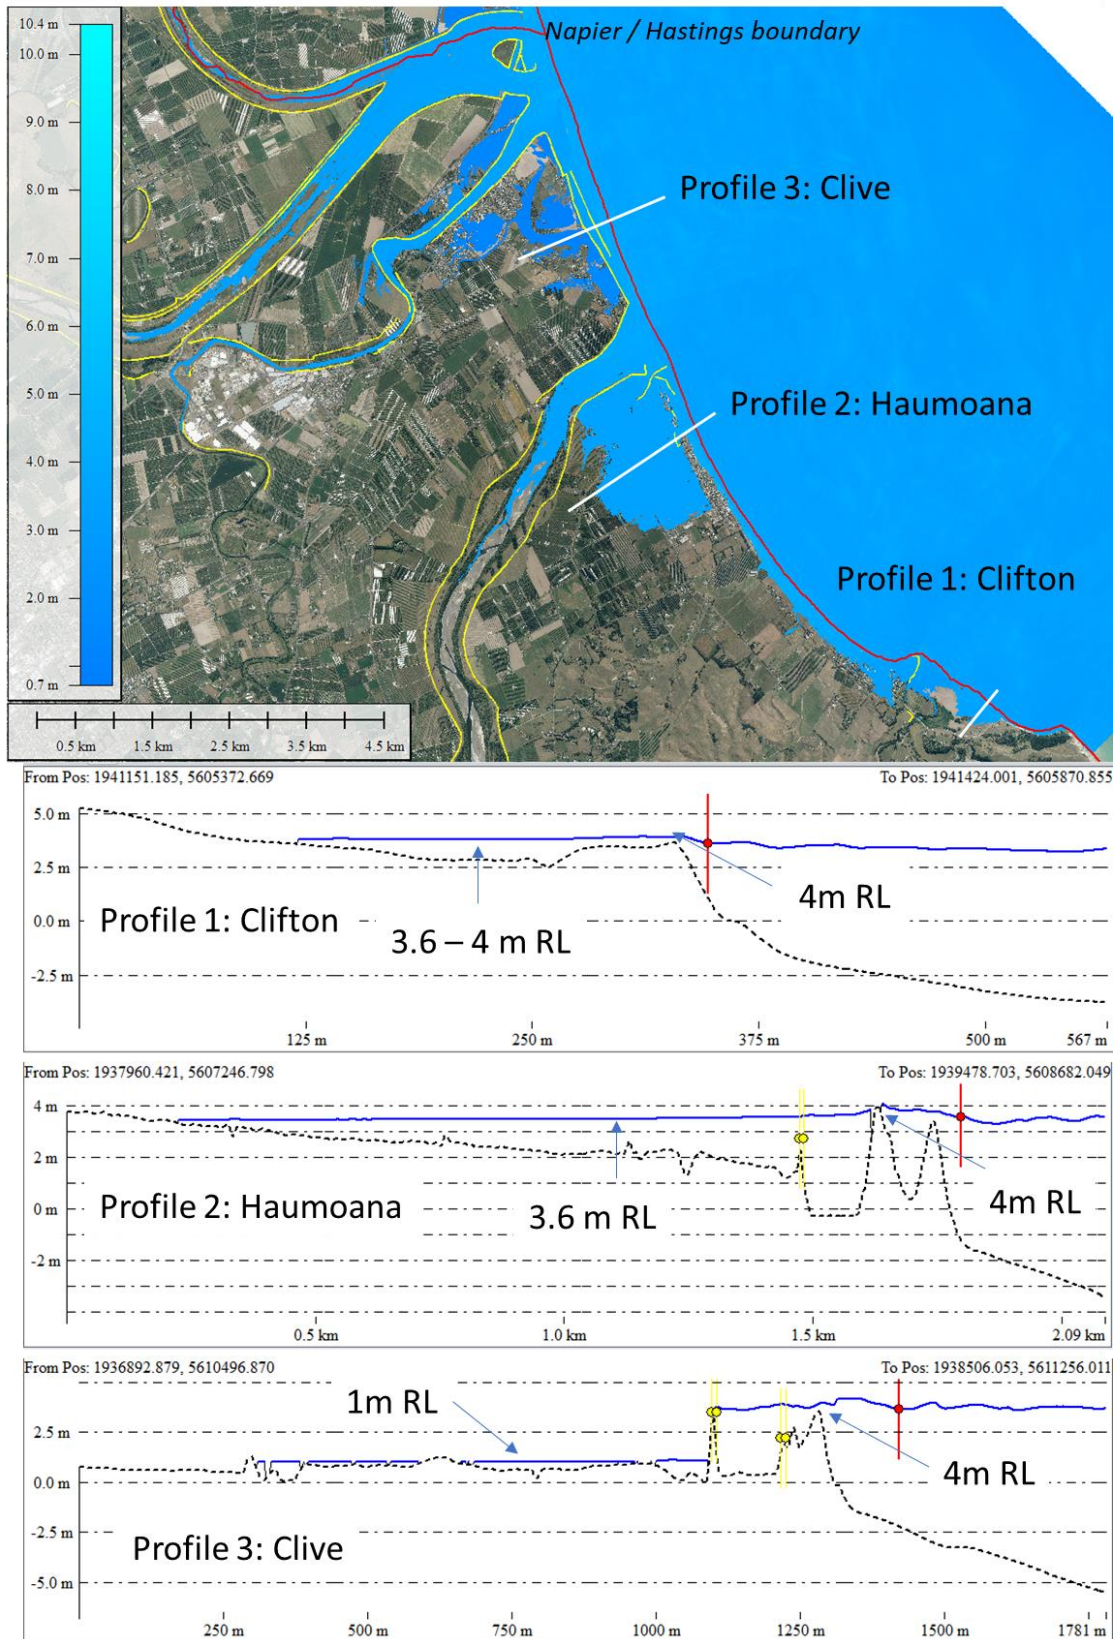 10.4 m
Napier / Hastings boundary
10.0 m
9.0 m
8.0 m
Profile 3: Clive
7.0 m
6.0 m
5.0 m
Profile 2: Haumoana
4.0 m
3.0 m
Profile 1: Clifton
2.0 m
0.7 m
0.5 km 1.5 km 2.5 km 3.5 km 4.5 km
From Pos: 1941151.185, 5605372.669 To Pos: 1941424.001, 5605870.855
5.0 m
2.5 m
4m RL
0.0 m
Profile 1: Clifton
3.6 – 4 m RL
-2.5 m
125 m 250 m 375 m 500 m 567 m
From Pos: 1937960.421, 5607246.798 To Pos: 1939478.703, 5608682.049
4 m
2 m
Profile 2: Haumoana
4m RL
0 m
3.6 m RL
-2 m
0.5 km 1.0 km 1.5 km 2.09 km
From Pos: 1936892.879, 5610496.870 To Pos: 1938506.053, 5611256.011
1m RL
2.5 m
4m RL
0.0 m
-2.5 m
Profile 3: Clive
-5.0 m
250 m 500 m 750 m 1000 m 1250 m 1500 m 1781 m